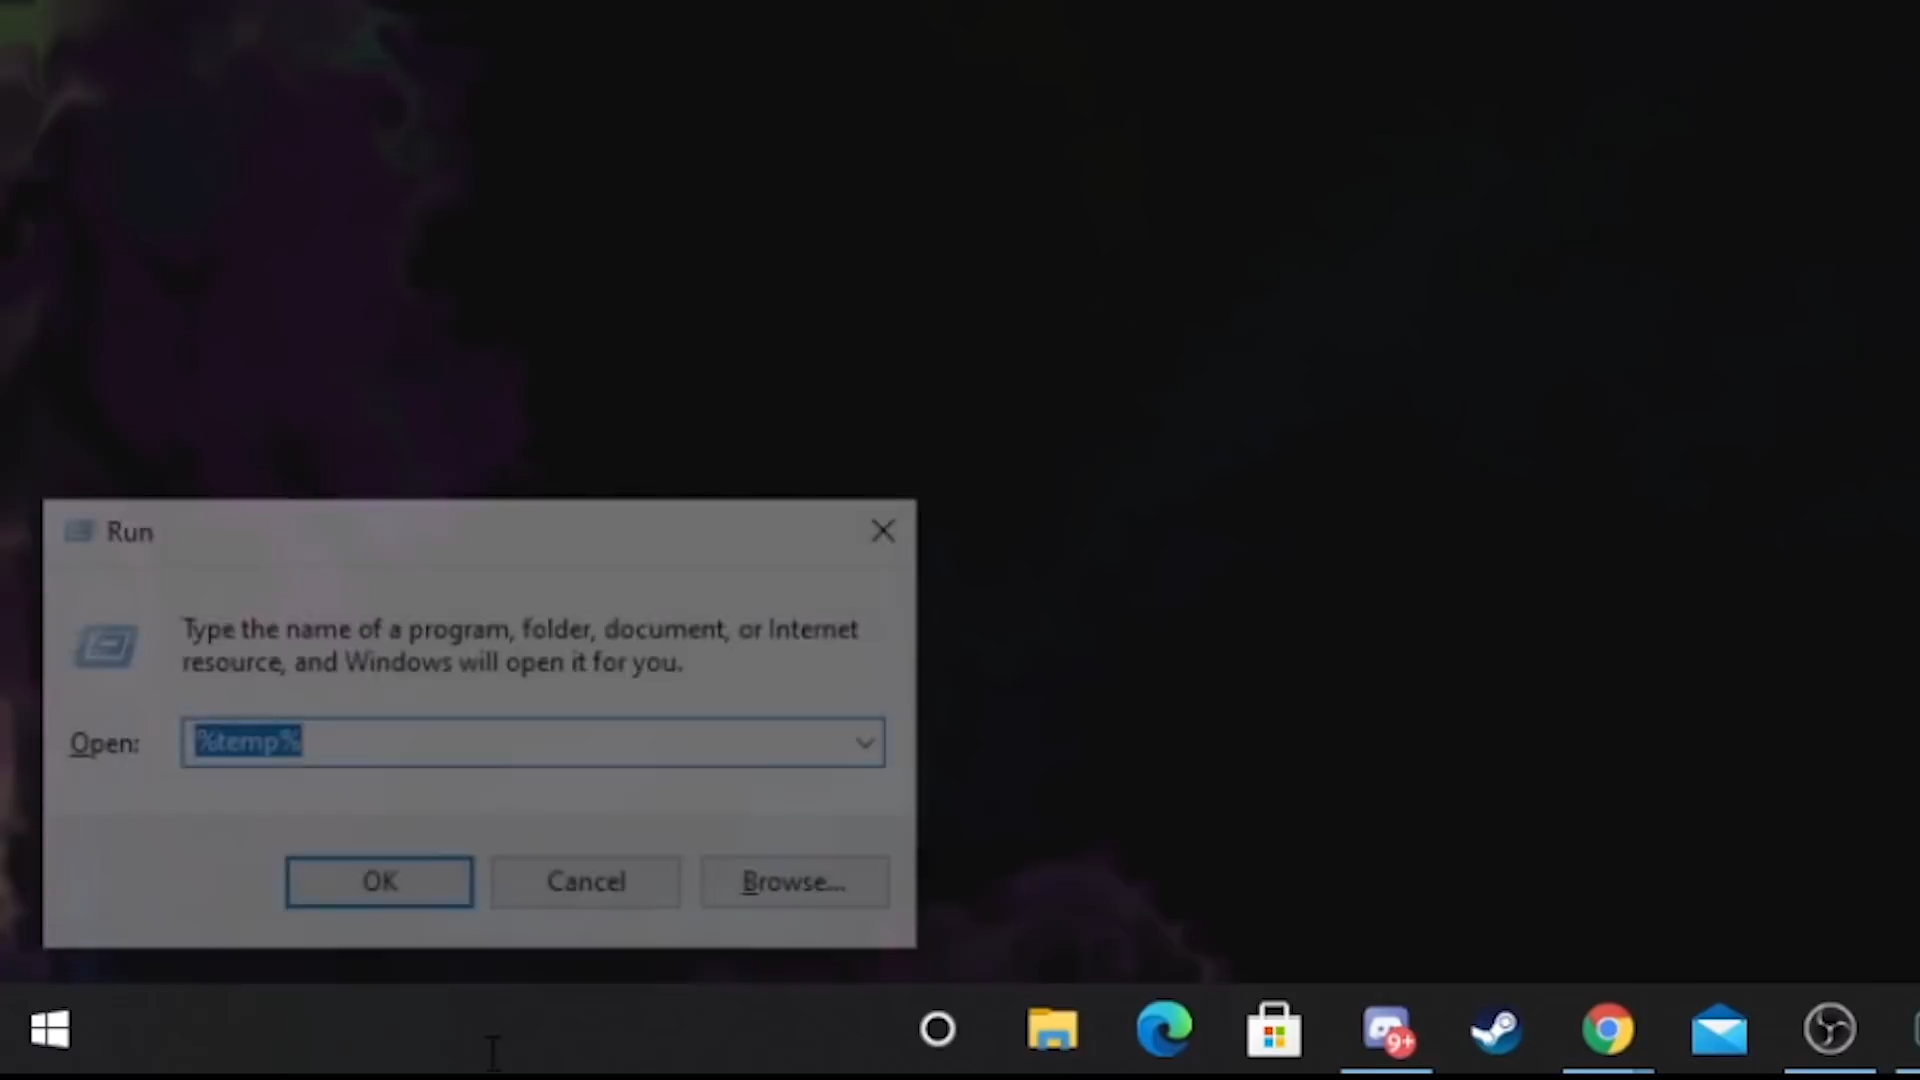 Run
Type the name of a program, folder, document, or Internet
resource, and Windows will open it for you.
Open:
%temp%
OK
Cancel
Browse...
9+